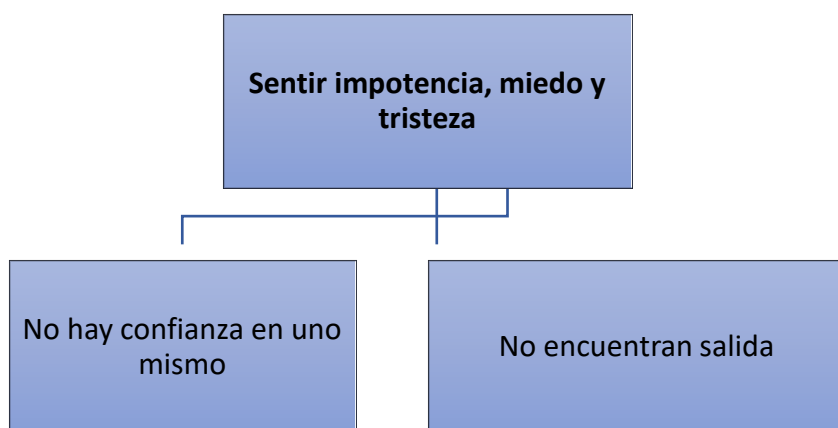 Sentir impotencia, miedo y
tristeza
No hay confianza en uno
mismo
No encuentran salida